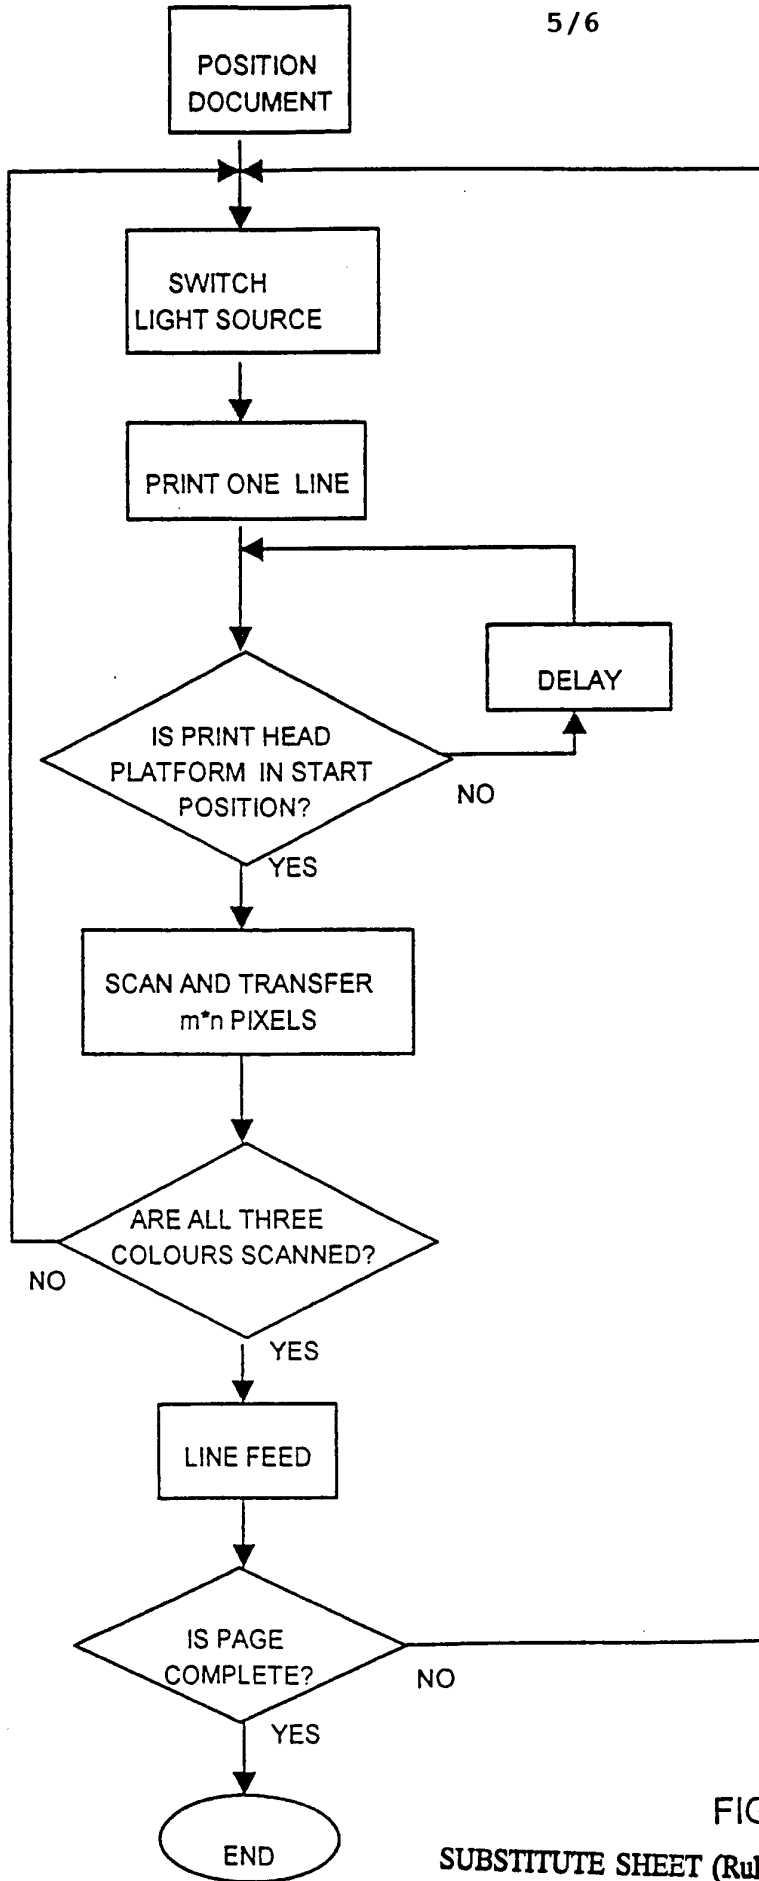 5/6
POSITION
DOCUMENT
SWITCH
LIGHT SOURCE
PRINT ONE LINE
DELAY
IS PRINT HEAD
PLATFORM IN START
POSITION?
NO
YES
SCAN AND TRANSFER
m*n PIXELS
ARE ALL THREE
COLOURS SCANNED?
NO
YES
LINE FEED
IS PAGE
COMPLETE?
NO
YES
END
FIG
SUBSTITUTE SHEET (Rul